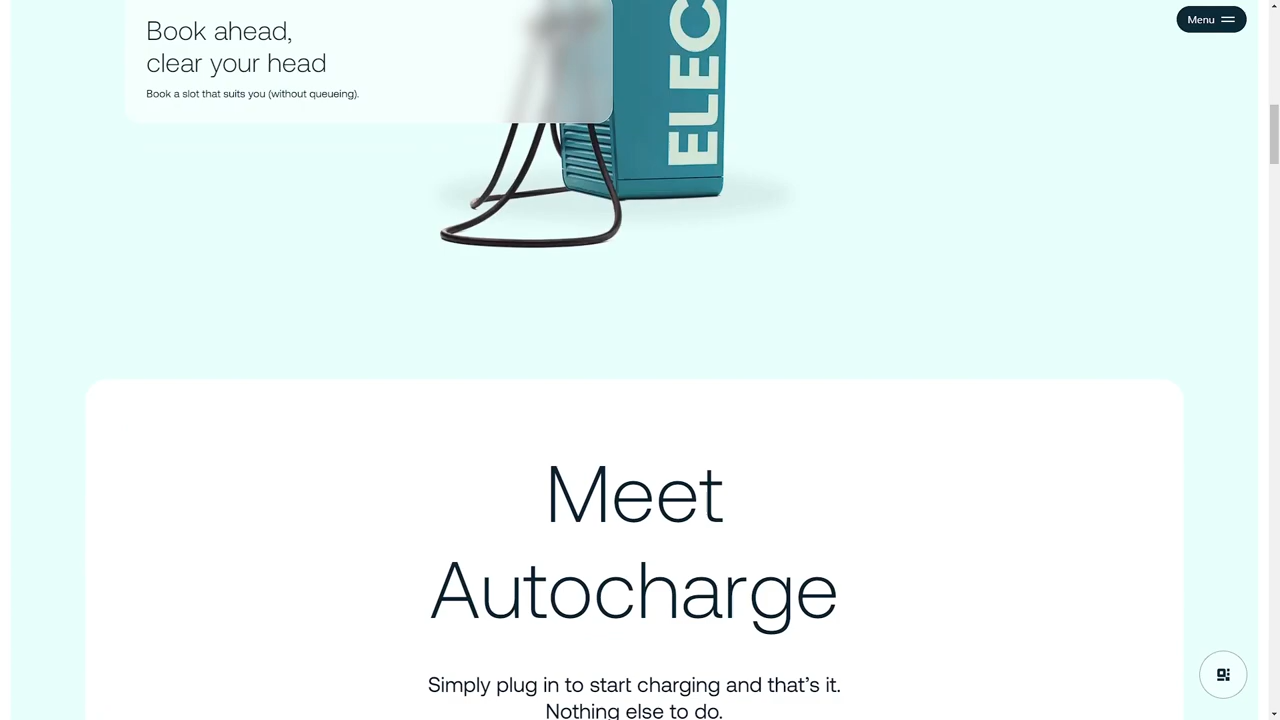 Menu
Book ahead,
clear your head
Book a slot that suits you (without queueing).
ELEC
Meet
Autocharge
Simply plug in to start charging and that’s it.
Nothing else to do.